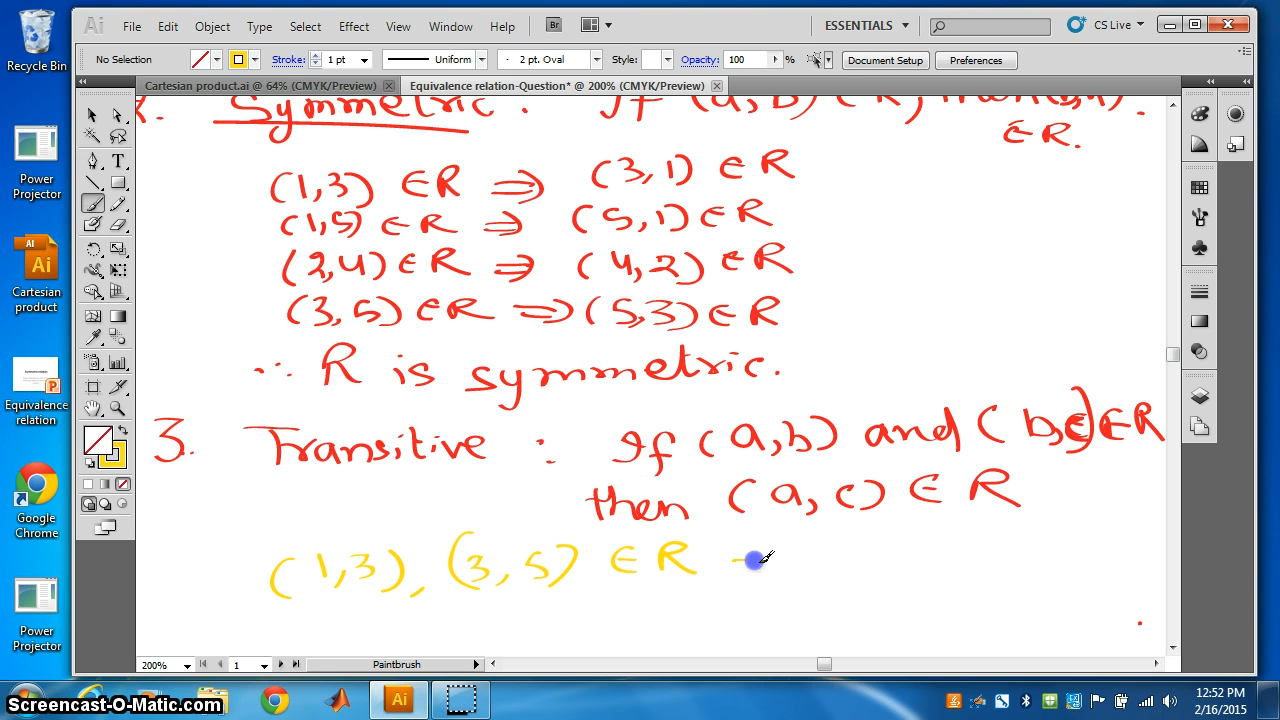 Recycle Bin
Power Projector
Cartesian product
Equivalence relation
Google Chrome
Power Projector
Ai File Edit Object Type Select Effect View Window Help Br ESSENTIALS CS Live
No Selection Stroke: 1 pt Uniform 2 pt. Oval Style: Opacity: 100 % Document Setup Preferences
Cartesian product.ai @ 64% (CMYK/Preview) Equivalence relation-Question* @ 200% (CMYK/Preview)
Symmetric : If (a,b) ∈ R, then
∈ R.
(1,3) ∈ R ⇒ (3,1) ∈ R
(1,5) ∈ R ⇒ (5,1) ∈ R
(2,4) ∈ R ⇒ (4,2) ∈ R
(3,5) ∈ R ⇒ (5,3) ∈ R
∴ R is symmetric.
3. Transitive : If (a,b) and (b,c) ∈ R
then (a,c) ∈ R
(1,3), (3,5) ∈ R
200% 1 Paintbrush
Screencast-O-Matic.com
12:52 PM
2/16/2015